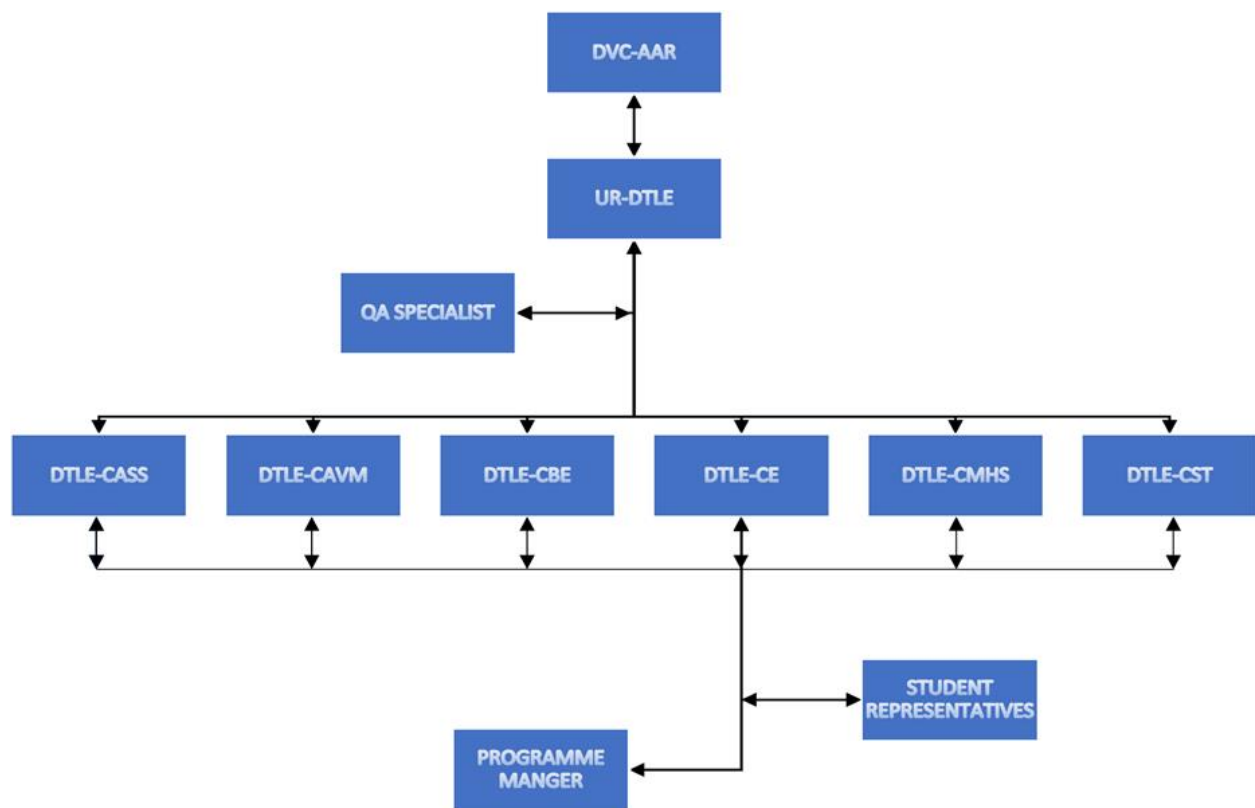 DVC-AAR
UR-DTLE
QA SPECIALIST
DTLE-CASS
DTLE-CAVM
DTLE-CBE
DTLE-CE
DTLE-CMHS
DTLE-CST
STUDENT
REPRESENTATIVES
PROGRAMME
MANGER